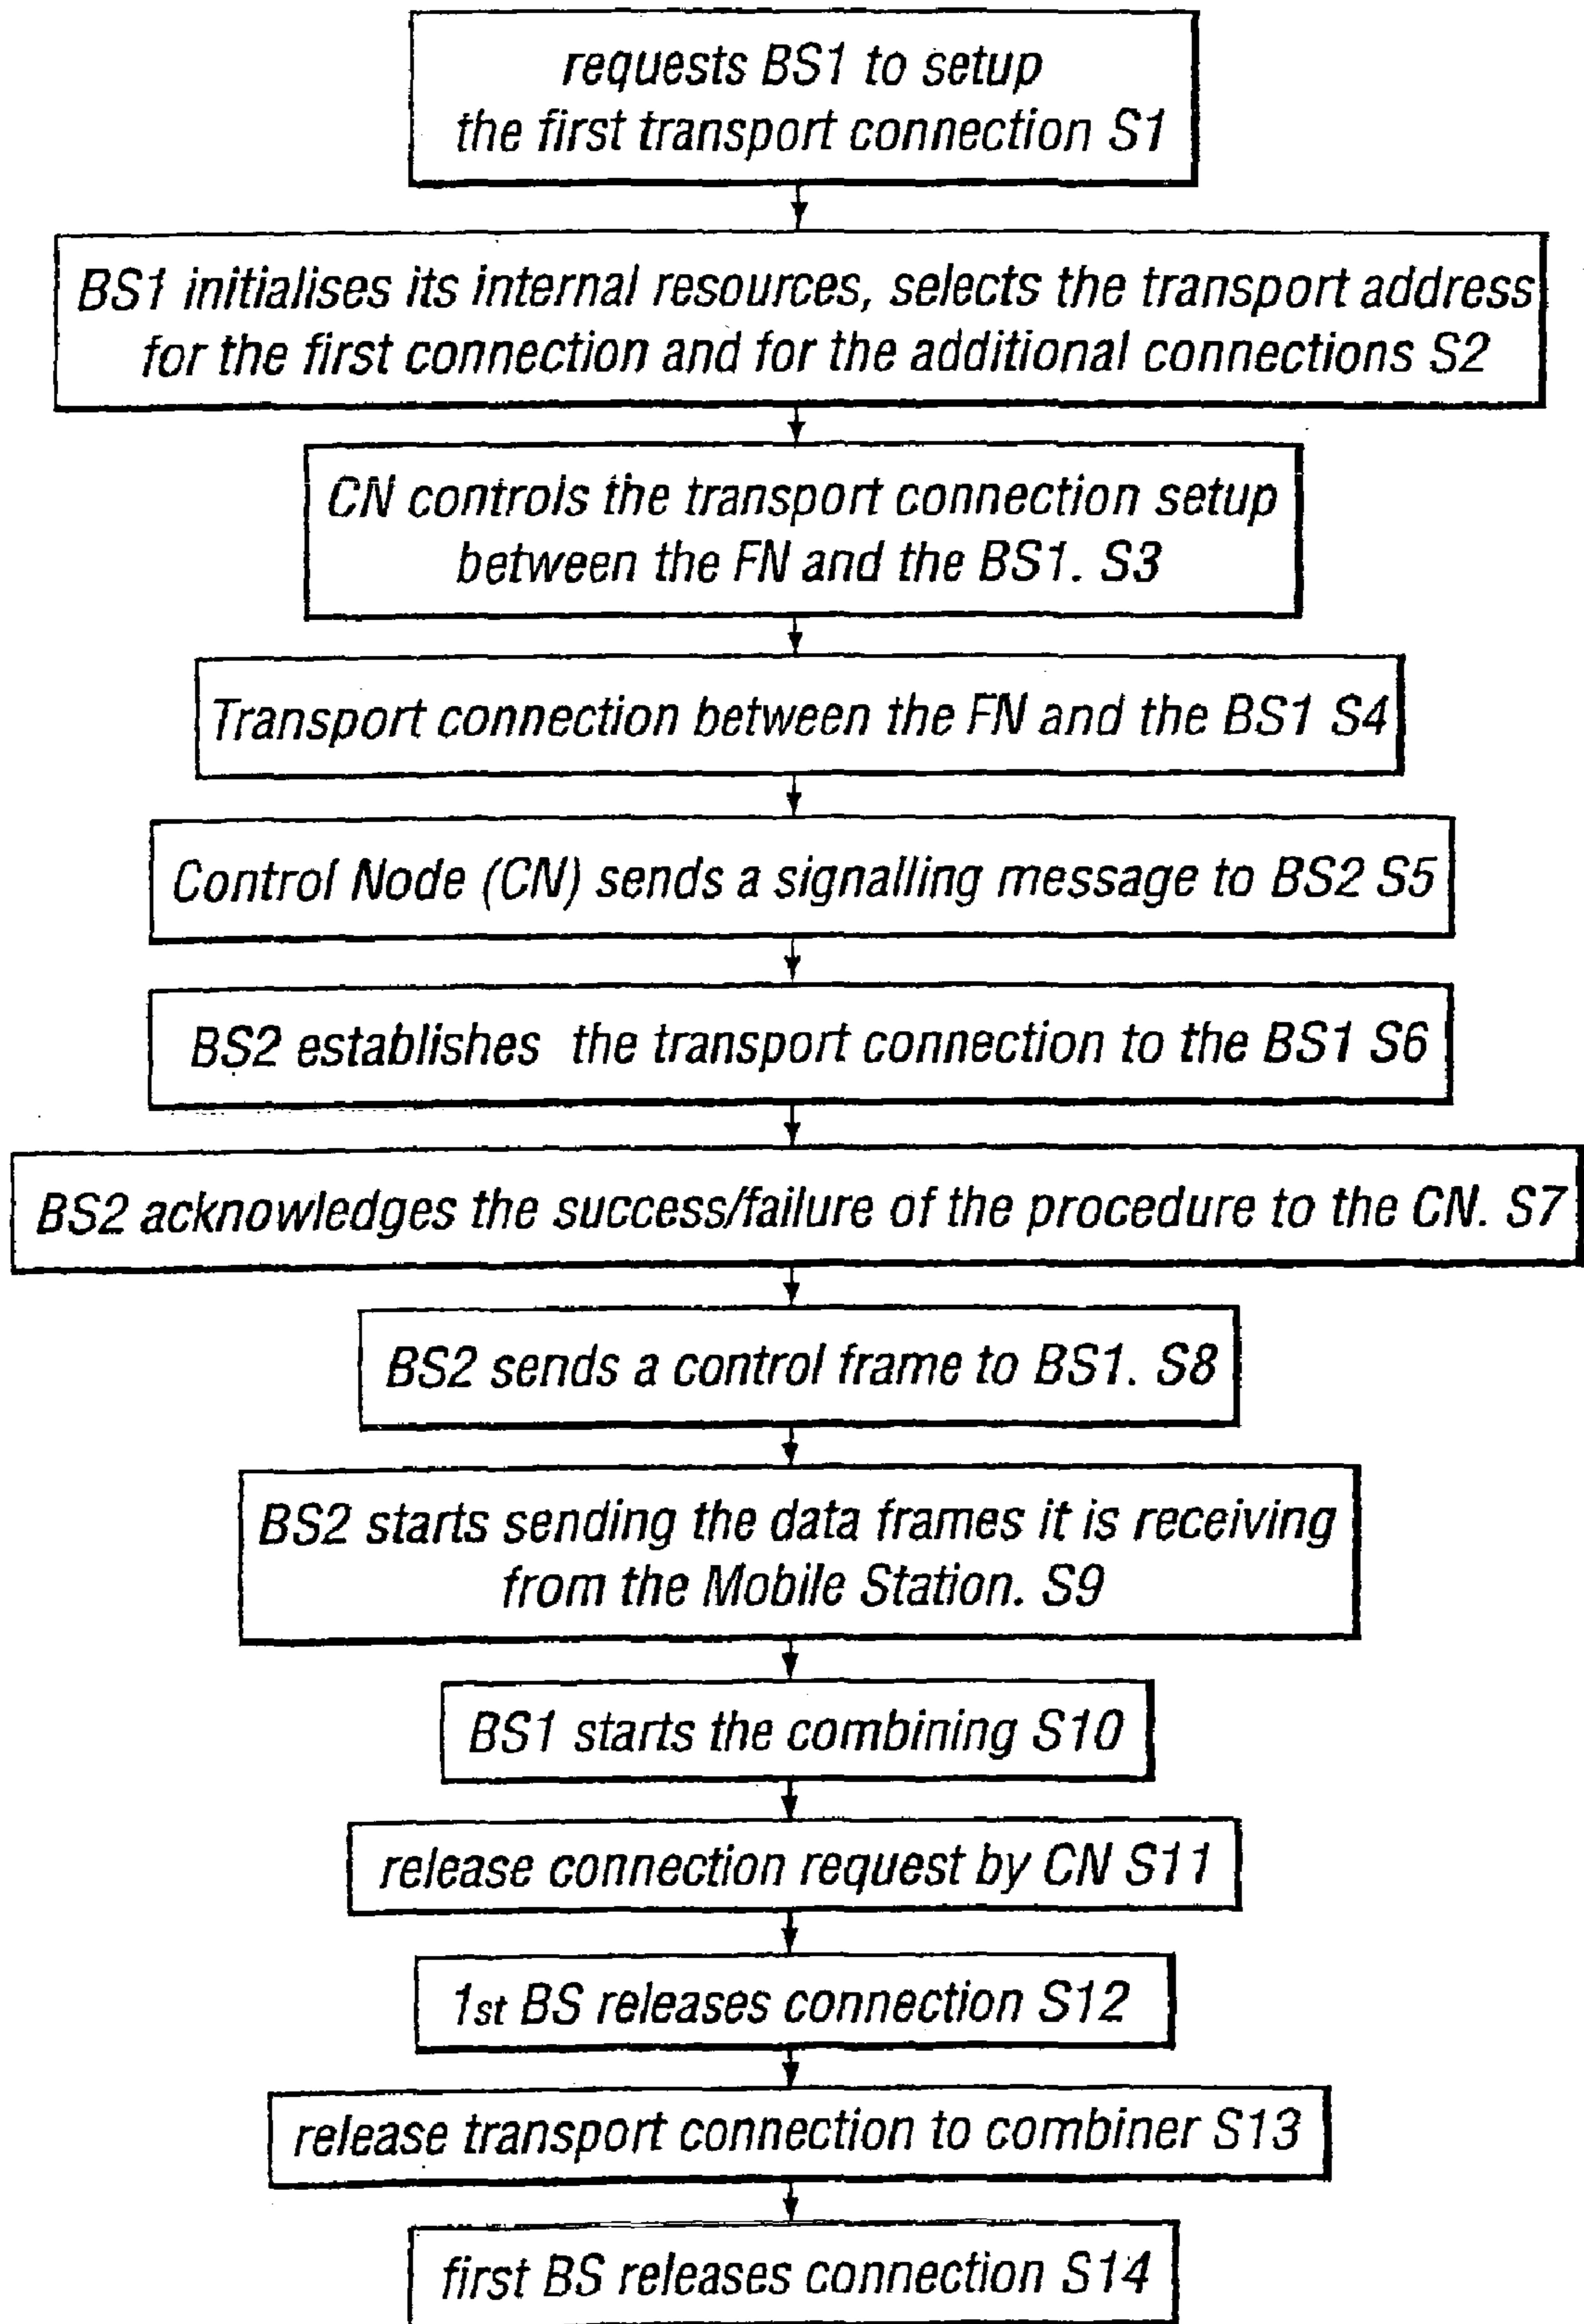 requests BS1 to setup
the first transport connection S1
BS1 initialises its internal resources, selects the transport address
for the first connection and for the additional connections S2
CN controls the transport connection setup
between the FN and the BS1. S3
Transport connection between the FN and the BS1 S4
Control Node (CN) sends a signalling message to BS2 S5
BS2 establishes the transport connection to the BS1 S6
BS2 acknowledges the success/failure of the procedure to the CN. S7
BS2 sends a control frame to BS1. S8
BS2 starts sending the data frames it is receiving
from the Mobile Station. S9
BS1 starts the combining S10
release connection request by CN S11
1st BS releases connection S12
release transport connection to combiner S13
first BS releases connection S14